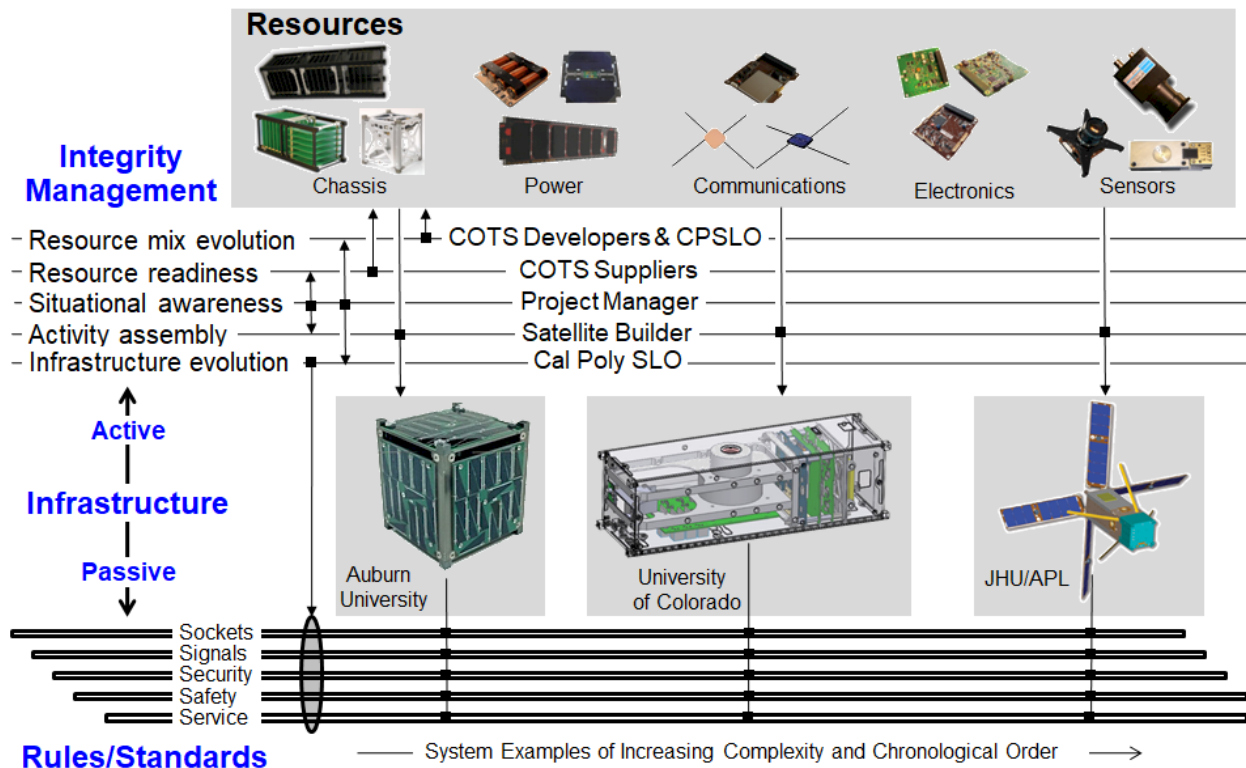 Resources
Chassis
Power
Communications
Electronics
Sensors
Integrity
Management
Resource mix evolution
COTS Developers & CPSLO
Resource readiness
COTS Suppliers
Situational awareness
Project Manager
Activity assembly
Satellite Builder
Infrastructure evolution
Cal Poly SLO
Active
Infrastructure
Passive
Auburn
University
University
of Colorado
JHU/APL
Sockets
Signals
Security
Safety
Service
Rules/Standards
System Examples of Increasing Complexity and Chronological Order